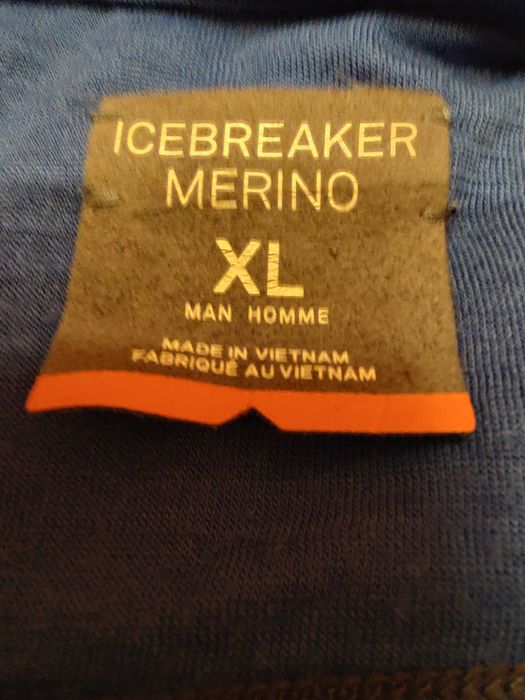 ICEBREAKER
MERINO
XL
MAN HOMME
MADE IN VIETNAM
FABRIQUÉ AU VIETNAM